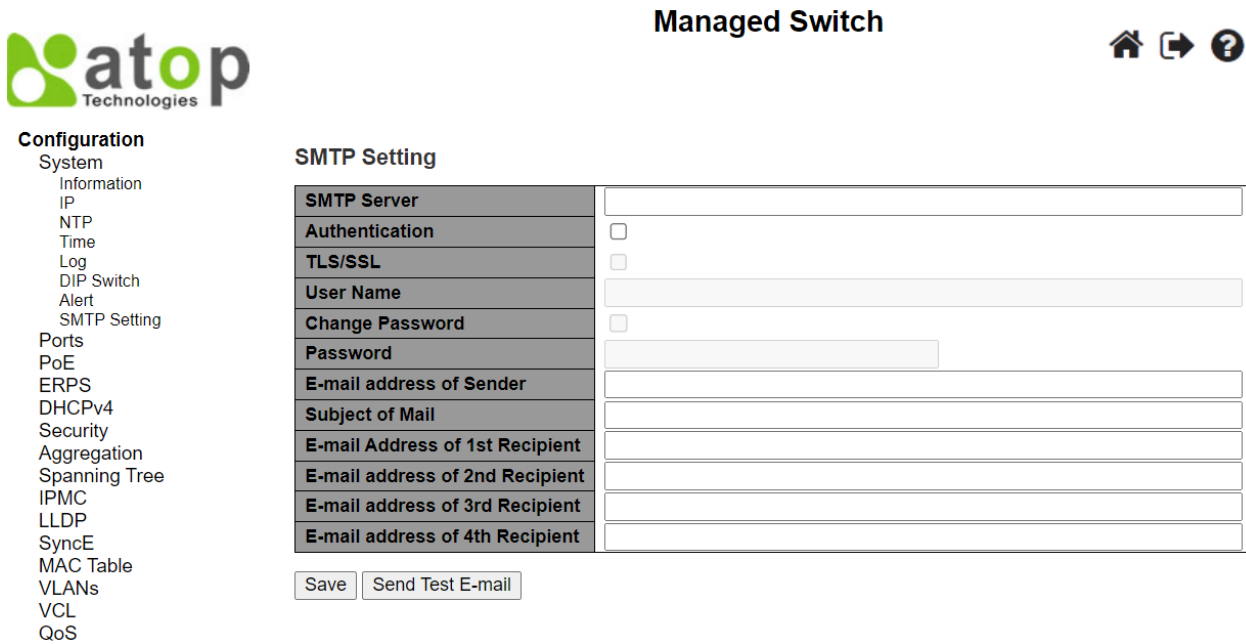 Managed Switch
atop
Technologies
Configuration
System
Information
IP
NTP
Time
Log
DIP Switch
Alert
SMTP Setting
Ports
PoE
ERPS
DHCPv4
Security
Aggregation
Spanning Tree
IPMC
LLDP
SyncE
MAC Table
VLANs
VCL
QoS
SMTP Setting
SMTP Server
Authentication
TLS/SSL
User Name
Change Password
Password
E-mail address of Sender
Subject of Mail
E-mail Address of 1st Recipient
E-mail address of 2nd Recipient
E-mail address of 3rd Recipient
E-mail address of 4th Recipient
Save Send Test E-mail